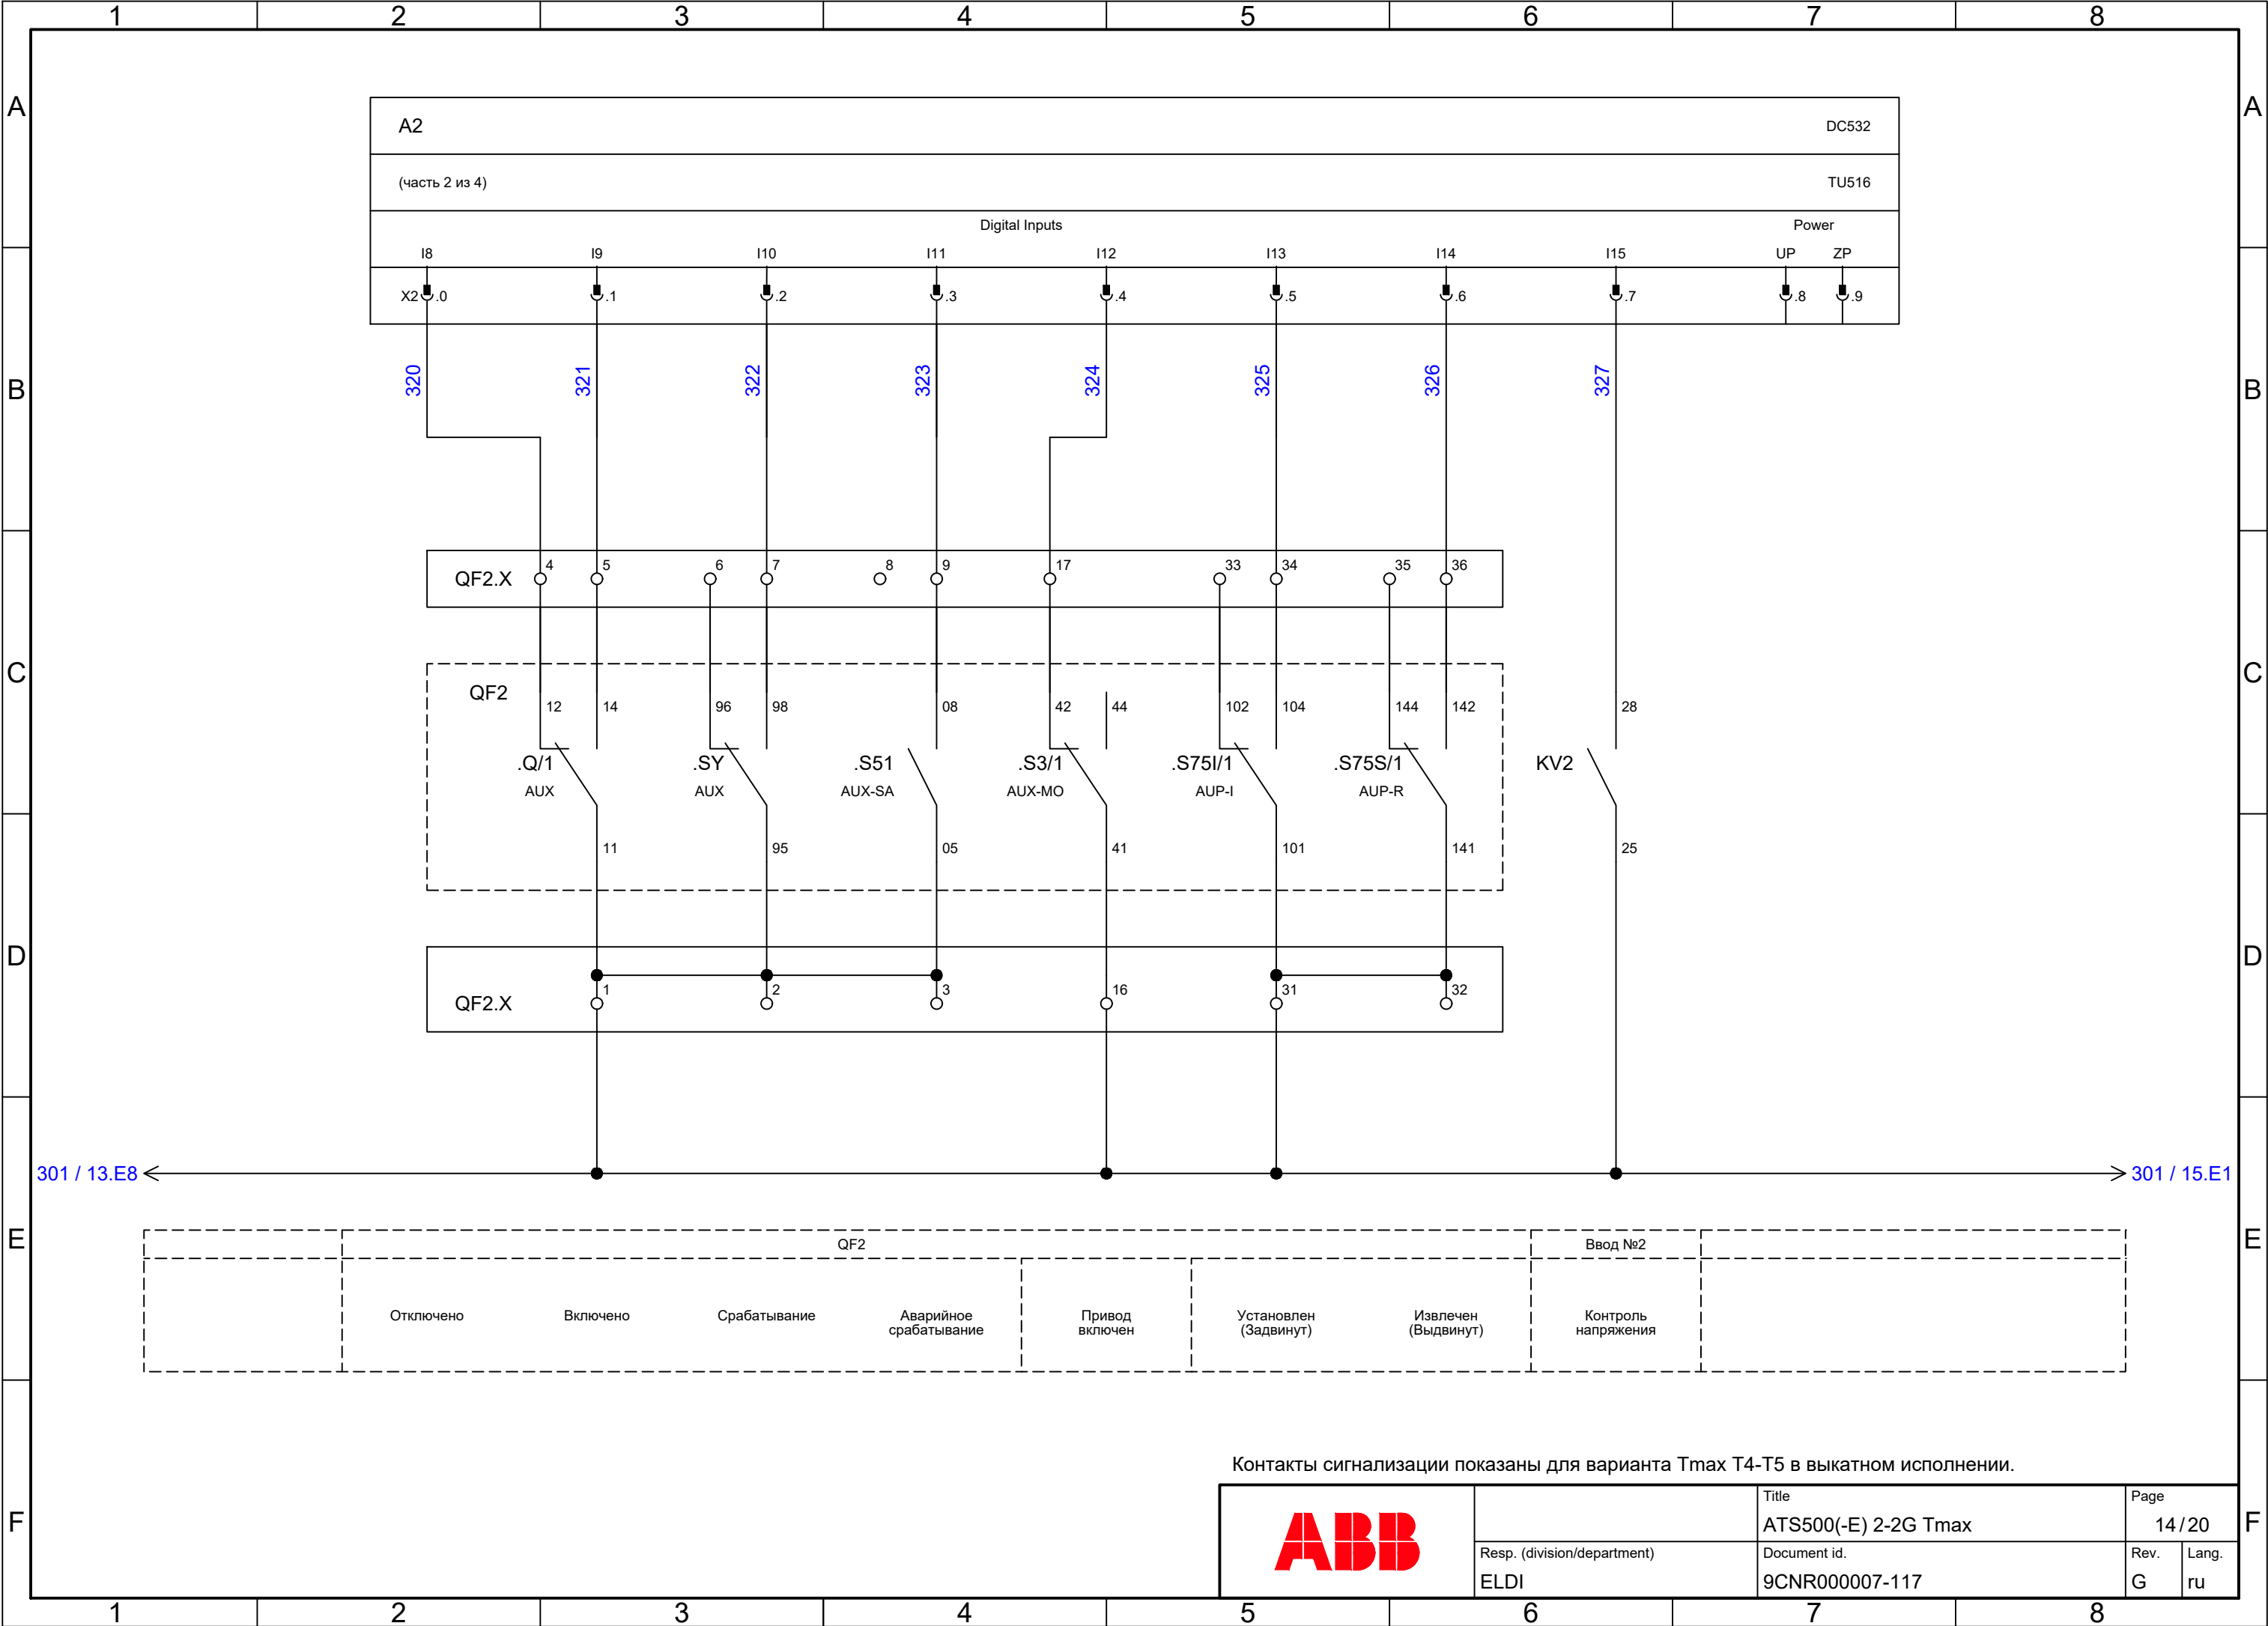 1 2 3 4 5 6 7 8
A A
A2 DC532
(часть 2 из 4) TU516
Digital Inputs Power
I8 I9 I10 I11 I12 I13 I14 I15 UP ZP
X2 .0 .1 .2 .3 .4 .5 .6 .7 .8 .9
B 320 321 322 323 324 325 326 327 B
4 5 6 7 8 9 17 33 34 35 36
QF2.X
C C
QF2
12 14 96 98 08 42 44 102 104 144 142 28
.Q/1 .SY .S51 .S3/1 .S75I/1 .S75S/1 KV2
AUX AUX AUX-SA AUX-MO AUP-I AUP-R
11 95 05 41 101 141 25
D D
1 2 3 16 31 32
QF2.X
301 / 13.E8 301 / 15.E1
E E
QF2 Ввод №2
Отключено Включено Срабатывание Аварийное срабатывание Привод включен Установлен (Задвинут) Извлечен (Выдвинут) Контроль напряжения
Контакты сигнализации показаны для варианта Tmax T4-T5 в выкатном исполнении.
F F
ABB
Title Page
ATS500(-E) 2-2G Tmax 14/20
Resp. (division/department) Document id. Rev. Lang.
ELDI 9CNR000007-117 G ru
1 2 3 4 5 6 7 8